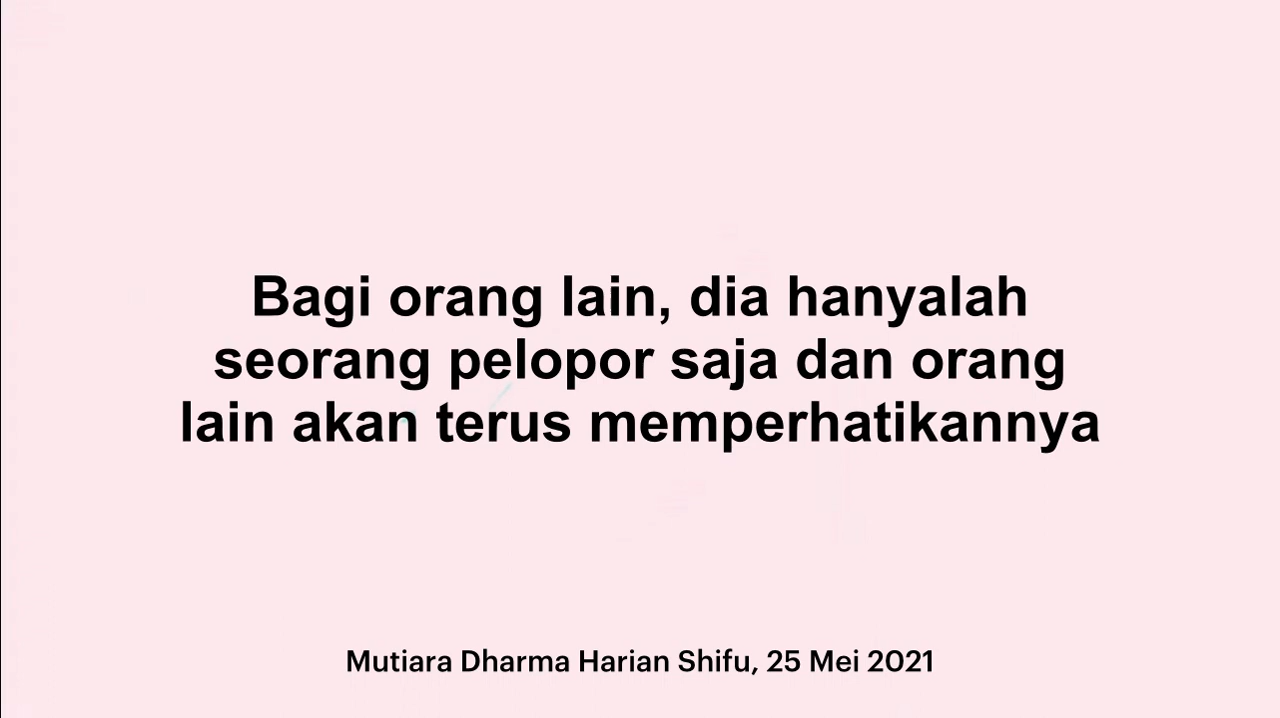 Bagi orang lain, dia hanyalah
seorang pelopor saja dan orang
lain akan terus memperhatikannya
Mutiara Dharma Harian Shifu, 25 Mei 2021